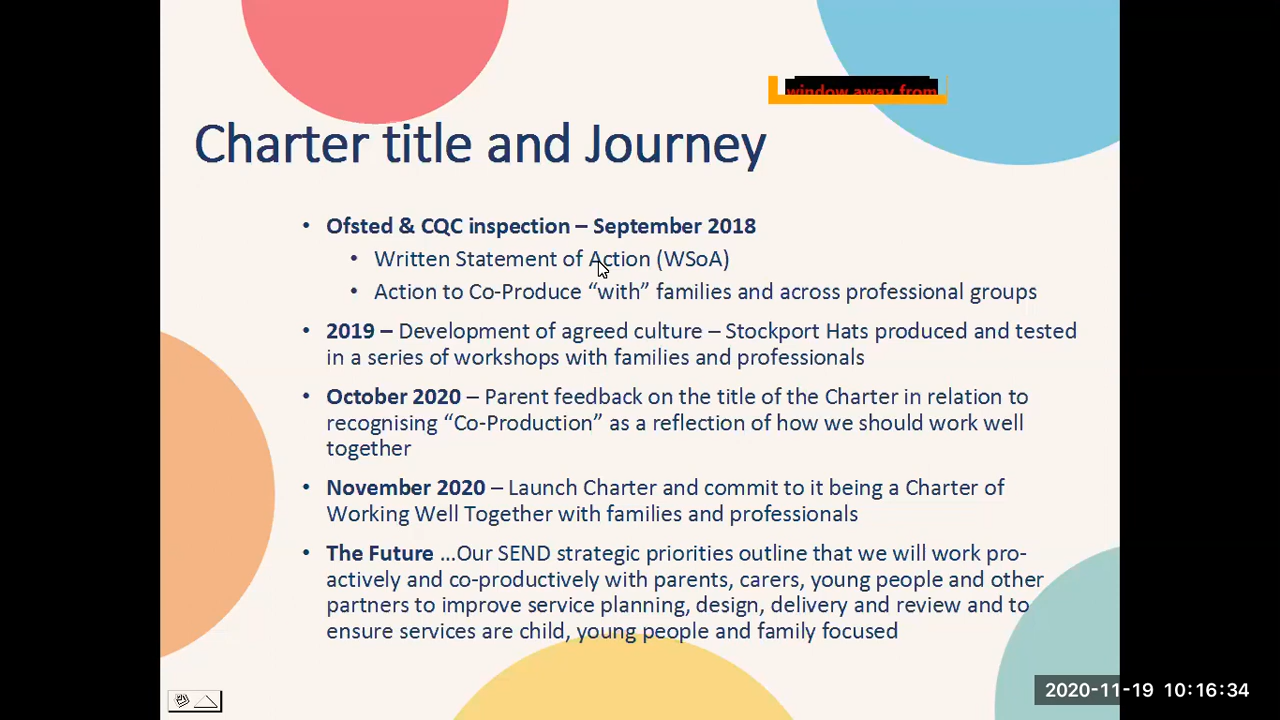 window away from
Charter title and Journey
• Ofsted & CQC inspection – September 2018
• Written Statement of Action (WSoA)
• Action to Co-Produce “with” families and across professional groups
• 2019 – Development of agreed culture – Stockport Hats produced and tested
in a series of workshops with families and professionals
• October 2020 – Parent feedback on the title of the Charter in relation to
recognising “Co-Production” as a reflection of how we should work well
together
• November 2020 – Launch Charter and commit to it being a Charter of
Working Well Together with families and professionals
• The Future ...Our SEND strategic priorities outline that we will work pro-
actively and co-productively with parents, carers, young people and other
partners to improve service planning, design, delivery and review and to
ensure services are child, young people and family focused
2020-11-19 10:16:34